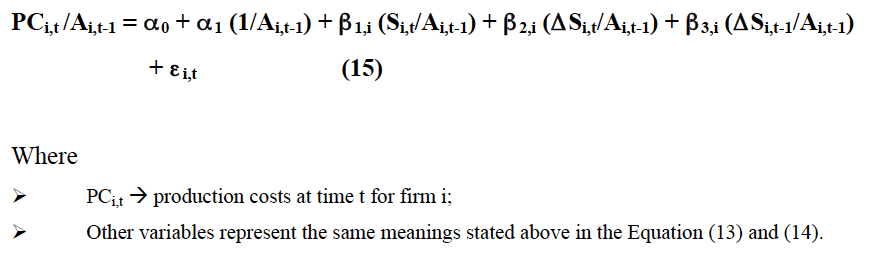 PCi,t /Ai,t-1 = α0 + α1 (1/Ai,t-1) + β1,i (Si,t/Ai,t-1) + β2,i (ΔSi,t/Ai,t-1) + β3,i (ΔSi,t-1/Ai,t-1)
+ εi,t (15)
Where
➢ PCi,t → production costs at time t for firm i;
➢ Other variables represent the same meanings stated above in the Equation (13) and (14).